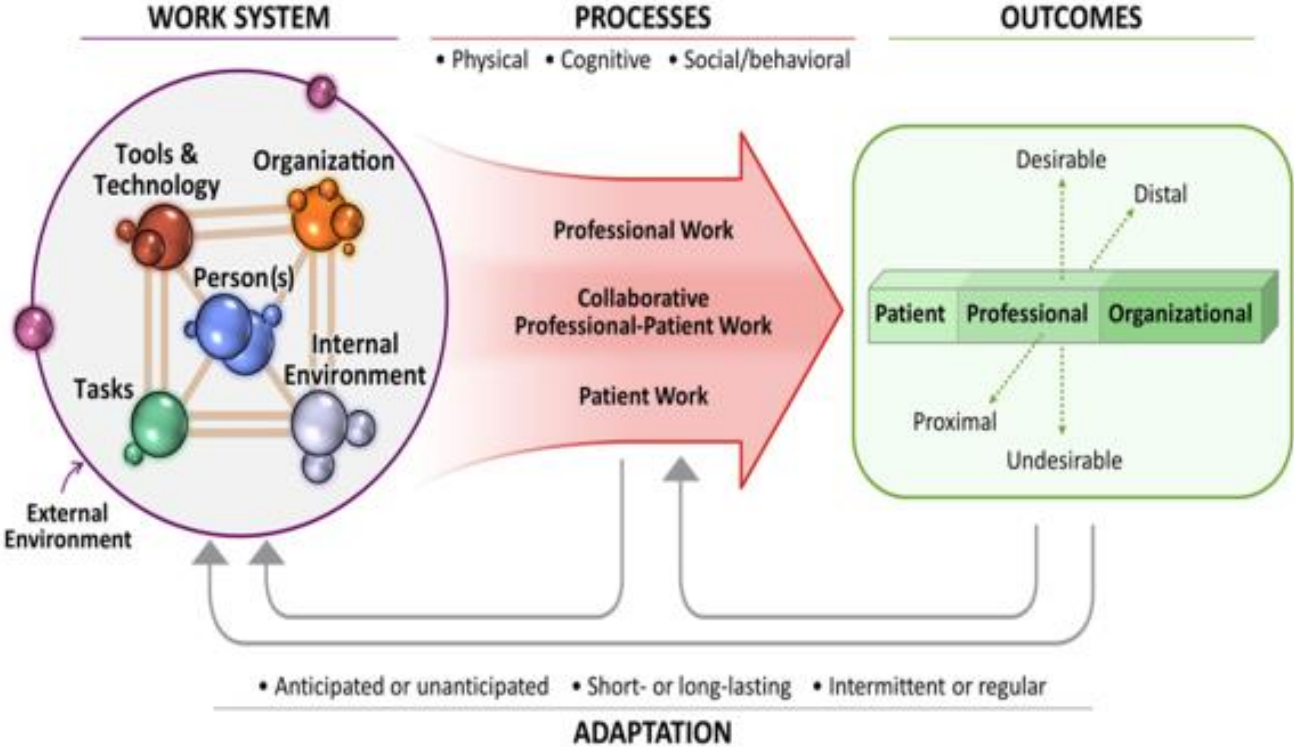 WORK SYSTEM
PROCESSES
OUTCOMES
• Physical • Cognitive • Social/behavioral
Tools &
Technology
Organization
Person(s)
Internal
Environment
Tasks
External
Environment
Professional Work
Collaborative
Professional-Patient Work
Patient Work
Desirable
Distal
Patient
Professional
Organizational
Proximal
Undesirable
• Anticipated or unanticipated • Short- or long-lasting • Intermittent or regular
ADAPTATION